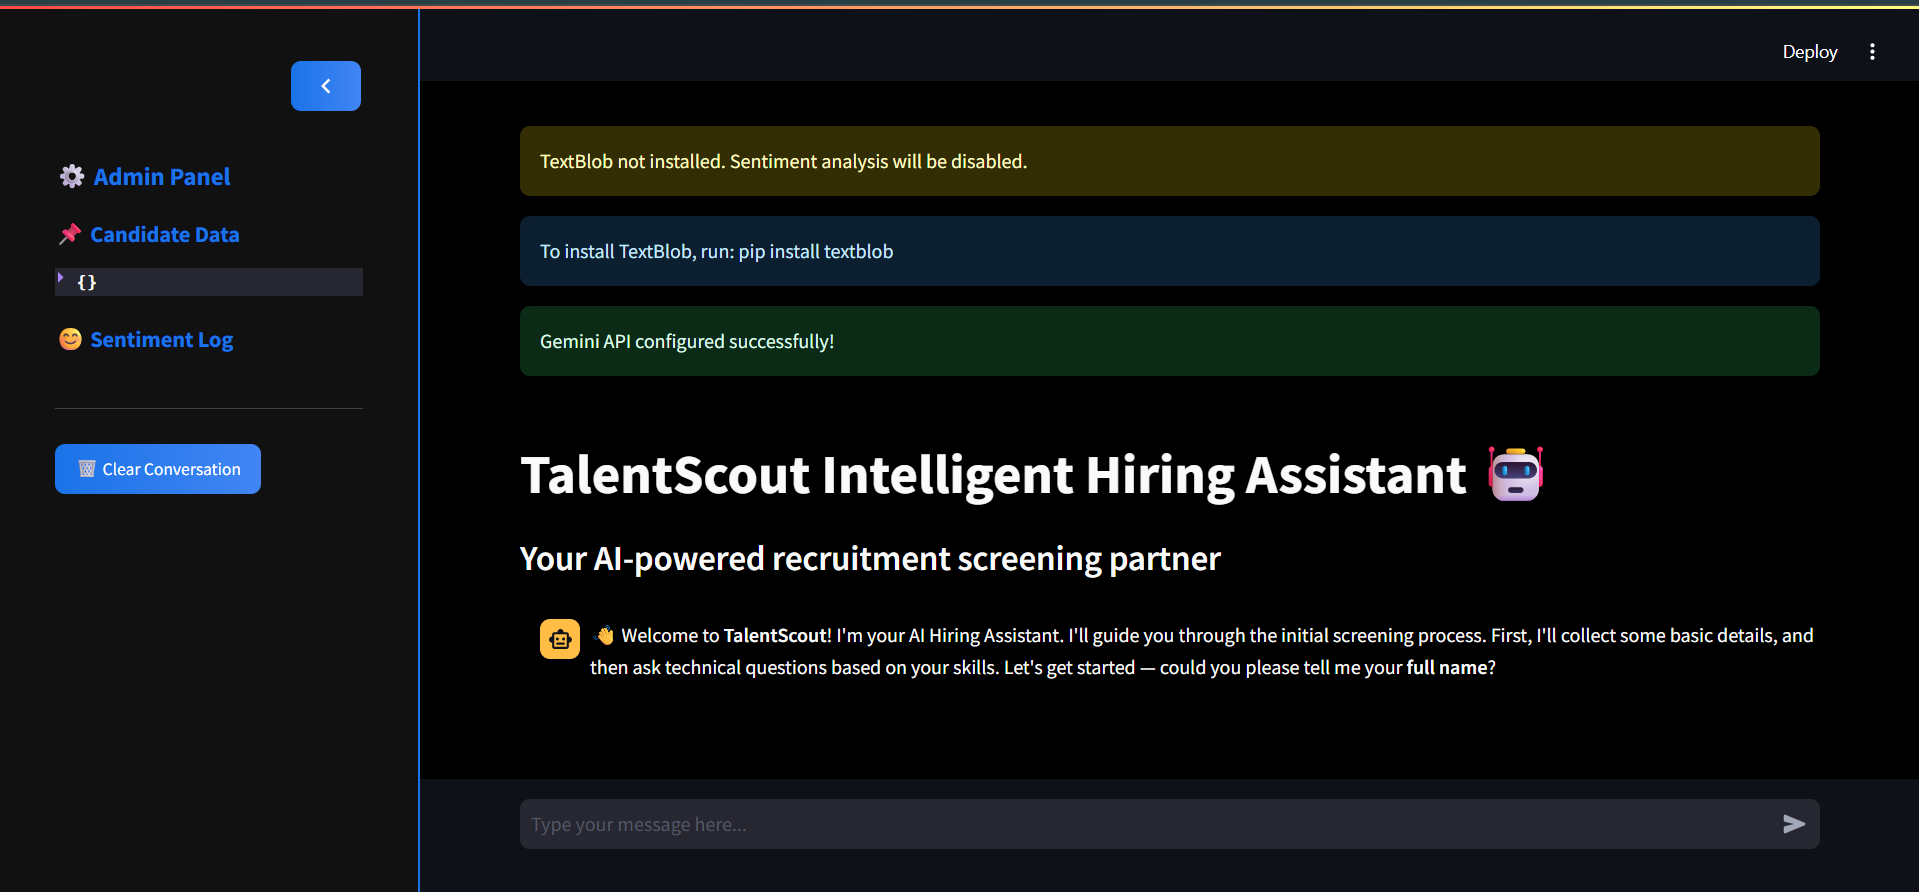 Deploy
⚙️ Admin Panel
📌 Candidate Data
{}
😊 Sentiment Log
🗑️ Clear Conversation
TextBlob not installed. Sentiment analysis will be disabled.
To install TextBlob, run: pip install textblob
Gemini API configured successfully!
TalentScout Intelligent Hiring Assistant 🤖
Your AI-powered recruitment screening partner
👋 Welcome to TalentScout! I'm your AI Hiring Assistant. I'll guide you through the initial screening process. First, I'll collect some basic details, and
then ask technical questions based on your skills. Let's get started — could you please tell me your full name?
Type your message here...